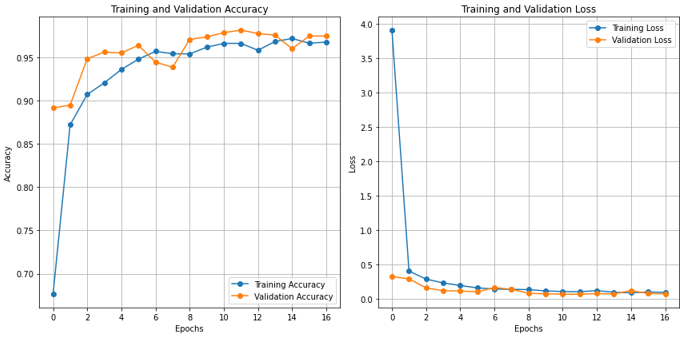 Training and Validation Accuracy
0.95
0.90
0.85
0.80
0.75
0.70
Accuracy
0 2 4 6 8 10 12 14 16
Epochs
Training Accuracy
Validation Accuracy
Training and Validation Loss
4.0
3.5
3.0
2.5
2.0
1.5
1.0
0.5
0.0
Loss
0 2 4 6 8 10 12 14 16
Epochs
Training Loss
Validation Loss